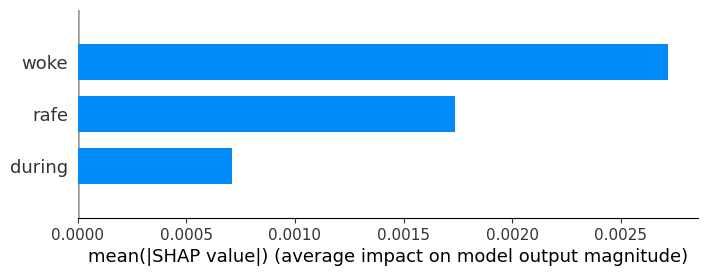 woke
rafe
during
0.0000 0.0005 0.0010 0.0015 0.0020 0.0025
mean(|SHAP value|) (average impact on model output magnitude)